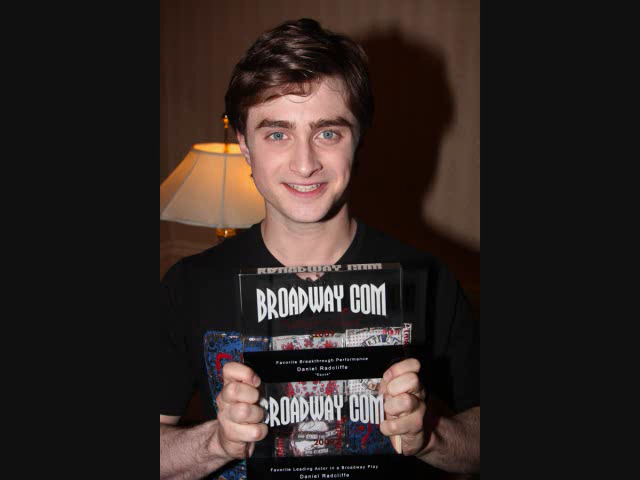 BROADWAY COM
Favorite Breakthrough Performance
Daniel Radcliffe
"Equus"
BROADWAY COM
Favorite Leading Actor in a Broadway Play
Daniel Radcliffe